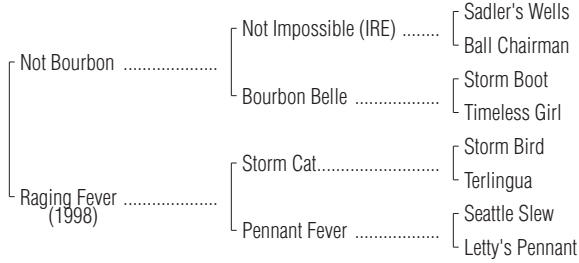 Sadler's Wells
Not Impossible (IRE) ........
Ball Chairman
Not Bourbon ....................
Storm Boot
Bourbon Belle ..................
Timeless Girl
Storm Bird
Storm Cat..........................
Terlingua
Raging Fever ....................
(1998)
Seattle Slew
Pennant Fever ..................
Letty's Pennant